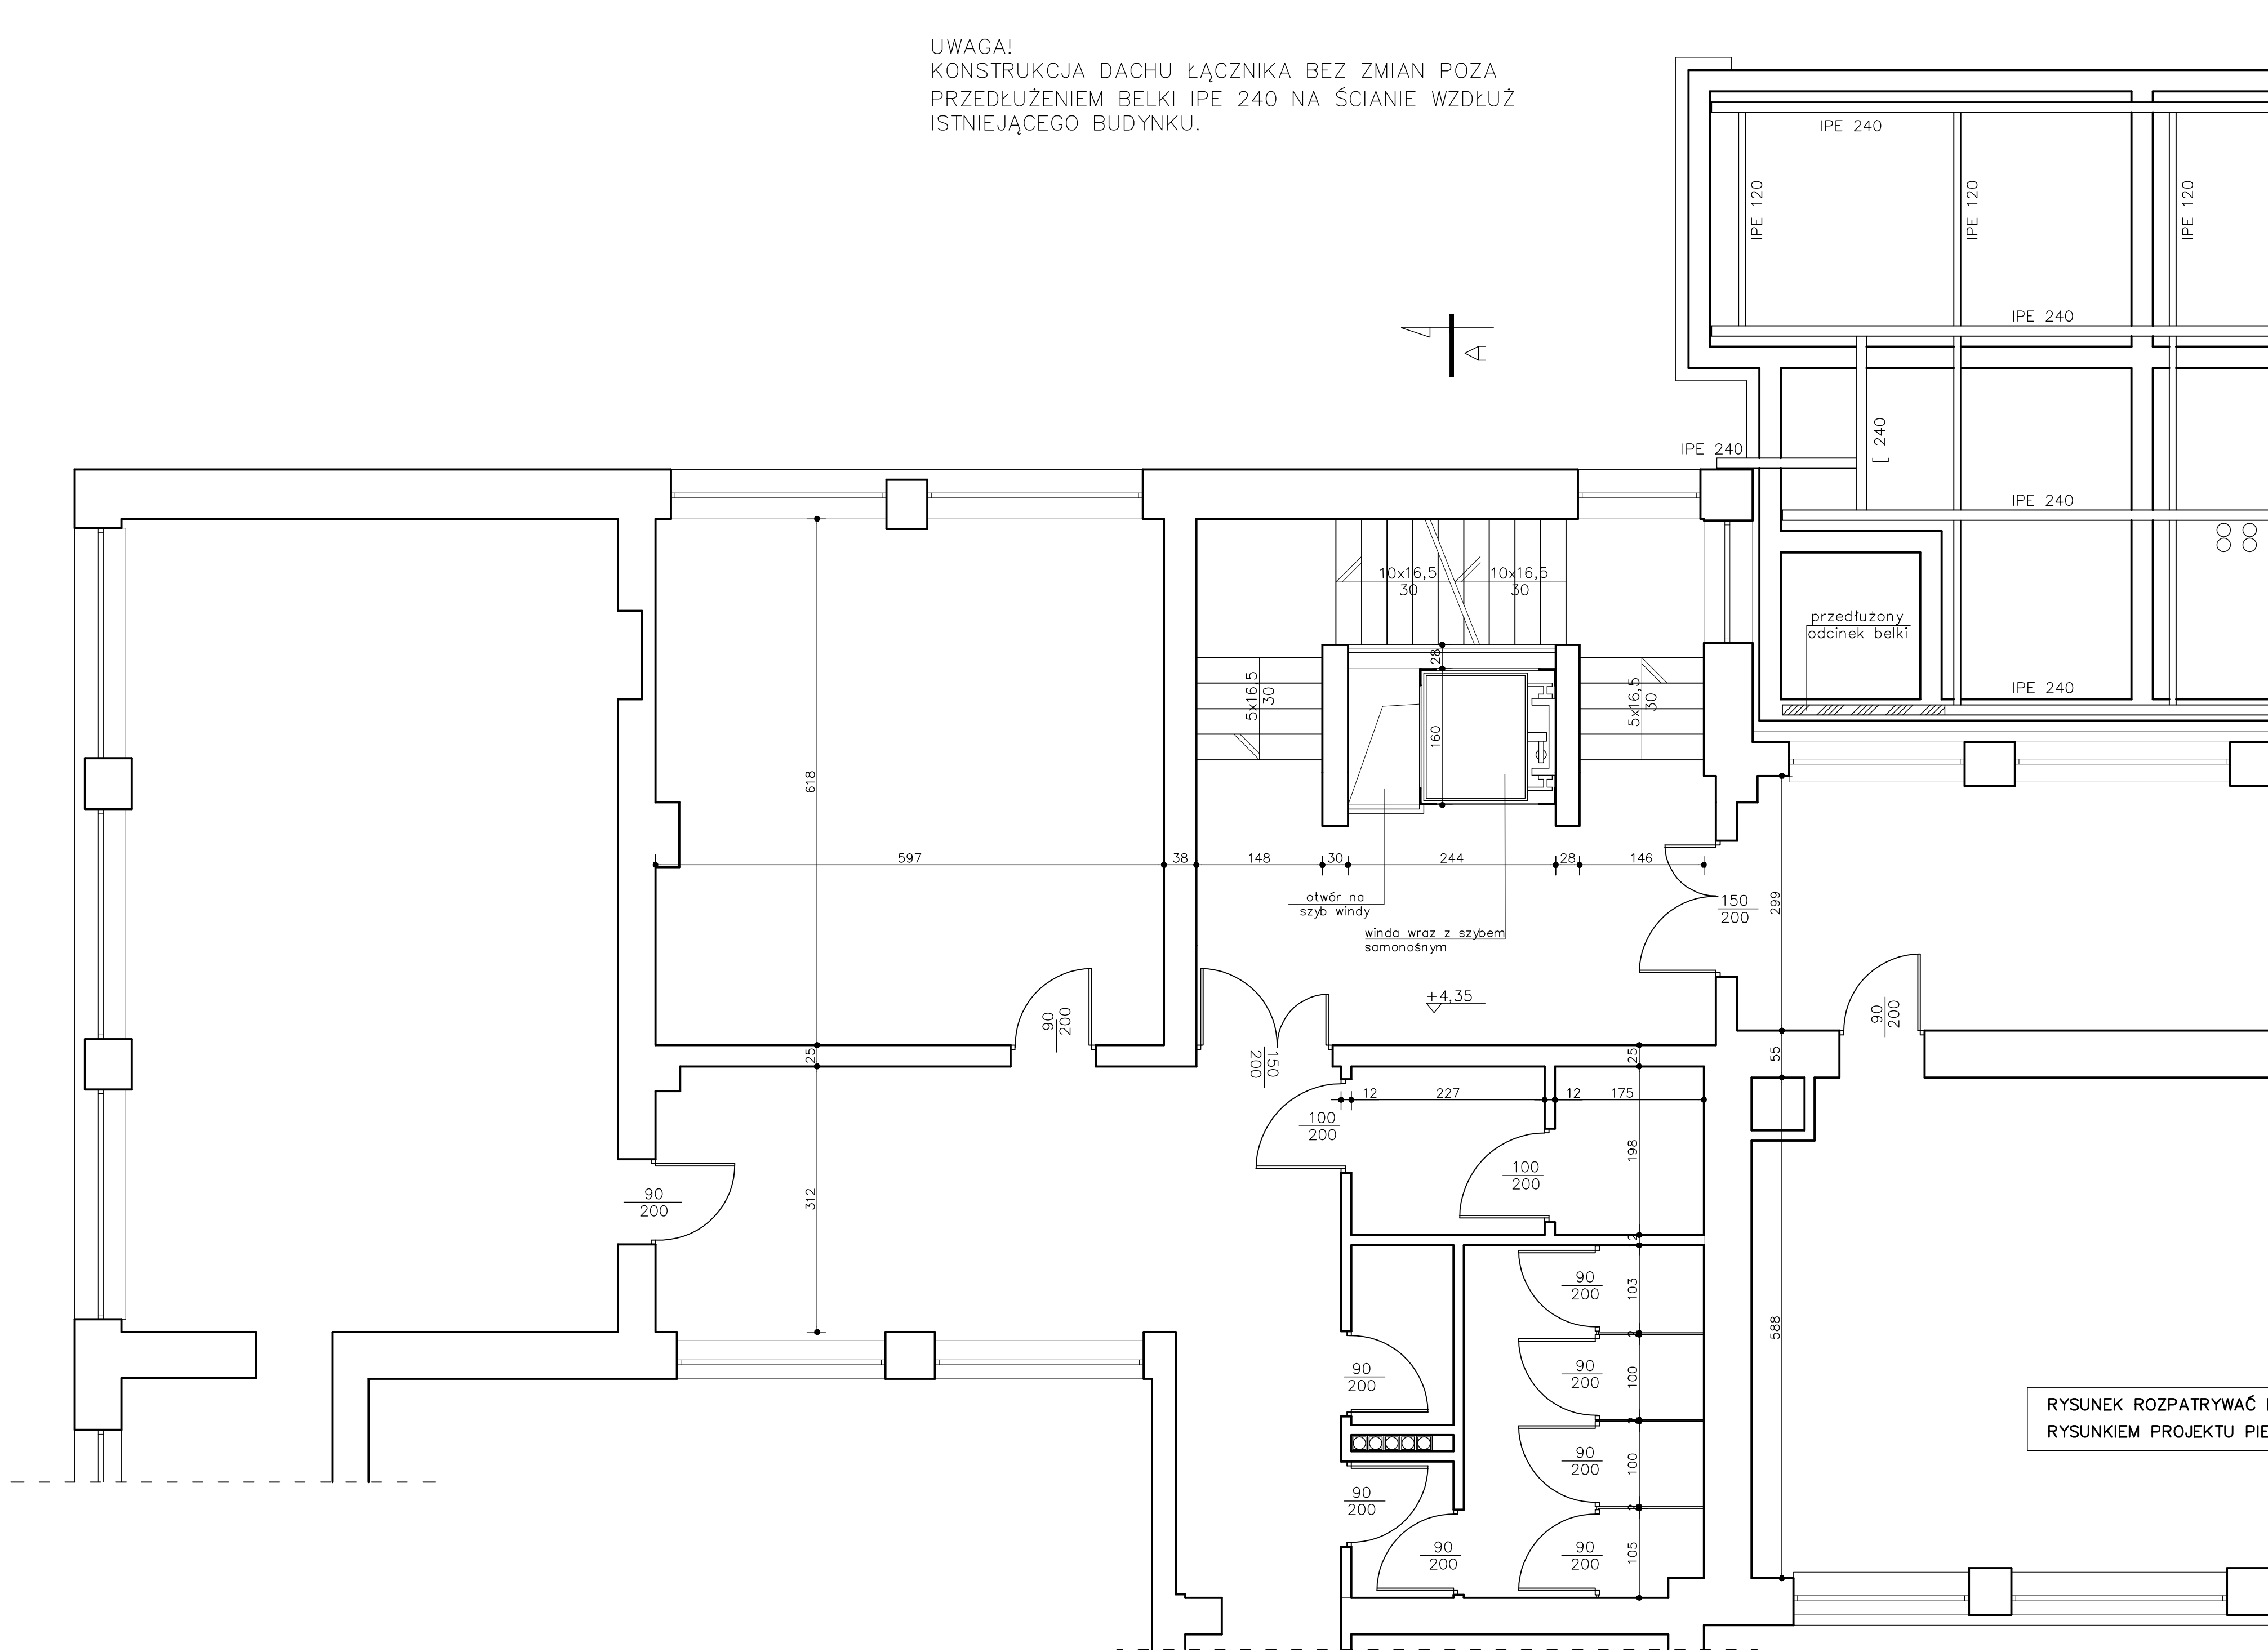 UWAGA!
KONSTRUKCJA DACHU ŁĄCZNIKA BEZ ZMIAN POZA
PRZEDŁUŻENIEM BELKI IPE 240 NA ŚCIANIE WZDŁUŻ
ISTNIEJĄCEGO BUDYNKU.
IPE 240
IPE 120
IPE 120
IPE 120
IPE 240
A
[ 240
IPE 240
IPE 240
10x16,5
30
10x16,5
30
przedłużony
odcinek belki
IPE 240
28
5x16,5
30
5x16,5
30
160
618
597
38
148
30
244
28
146
otwór na
szyb windy
150
200
299
winda wraz z szybem
samonośnym
+4,35
90
200
90
200
25
150
200
25
55
12
227
12
175
100
200
198
100
200
312
90
200
12
90
200
103
2
90
200
90
200
100
588
2
RYSUNEK ROZPATRYWAĆ
RYSUNKIEM PROJEKTU PIE
90
200
100
90
200
2
90
200
90
200
105